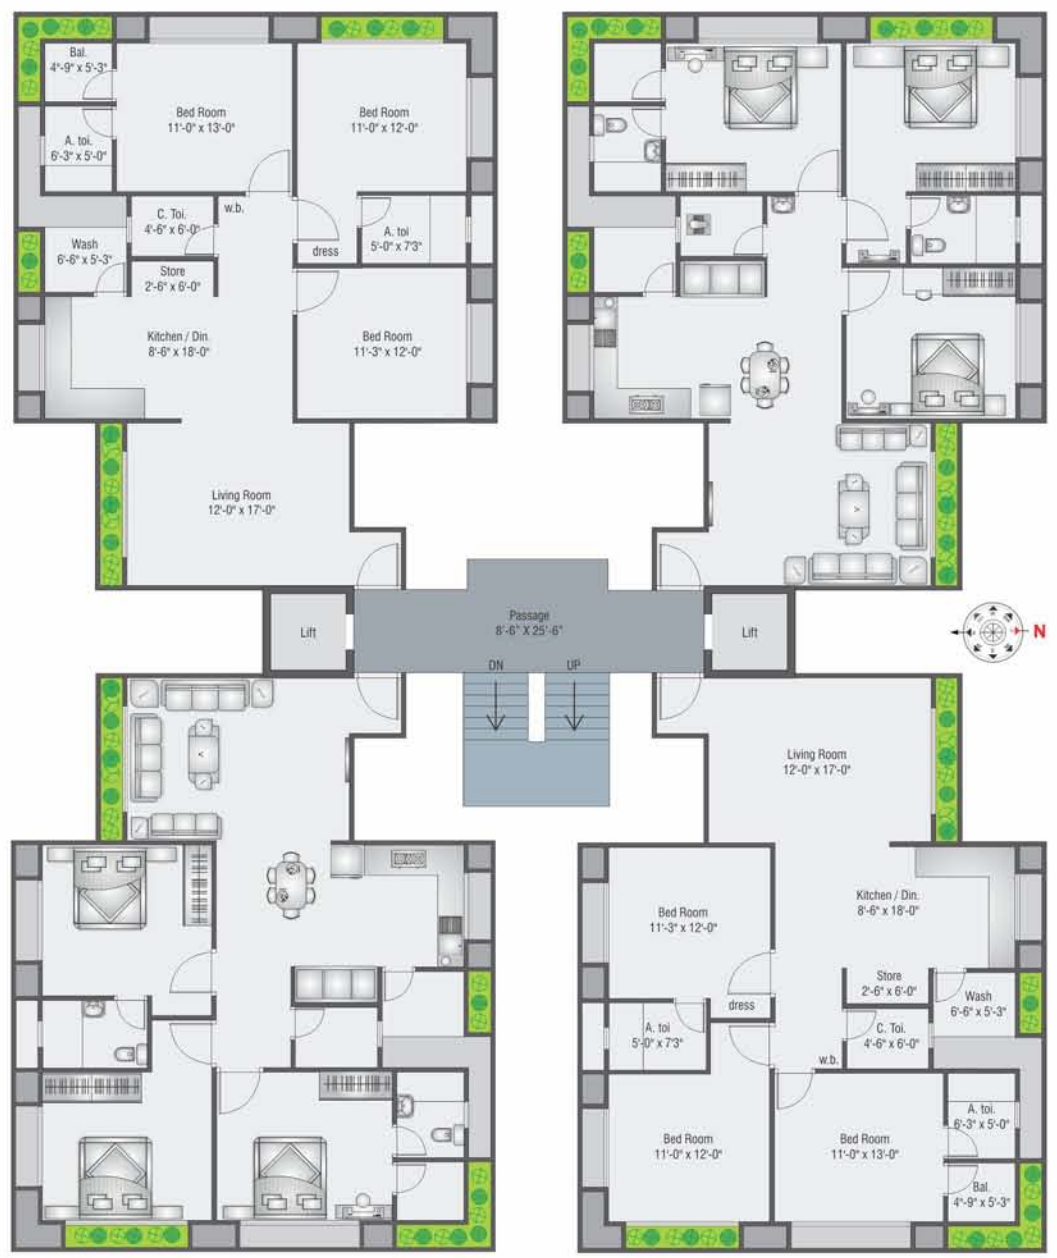 Bal.
4"-9" x 5'-3"
Bed Room
11'-0" x 13'-0"
Bed Room
11'-0" x 12'-0"
A. toi.
6'-3" x 5'-0"
C. Toi.
4'-6" x 6'-0"
w.b.
A. toi
5'-0" x 7'3"
dress
Wash
6'-6" x 5'-3"
Store
2'-6" x 6'-0"
Kitchen / Din.
8'-6" x 18'-0"
Bed Room
11'-3" x 12'-0"
Living Room
12'-0" x 17'-0"
Lift
Passage
8'-6" X 25'-6"
Lift
N
DN
UP
Living Room
12'-0" x 17'-0"
Bed Room
11'-3" x 12'-0"
Kitchen / Din.
8'-6" x 18'-0"
Store
2'-6" x 6'-0"
dress
Wash
6'-6" x 5'-3"
A. toi
5'-0" x 7'3"
C. Toi.
4'-6" x 6'-0"
w.b.
Bed Room
11'-0" x 12'-0"
Bed Room
11'-0" x 13'-0"
A. toi.
6'-3" x 5'-0"
Bal.
4"-9" x 5'-3"